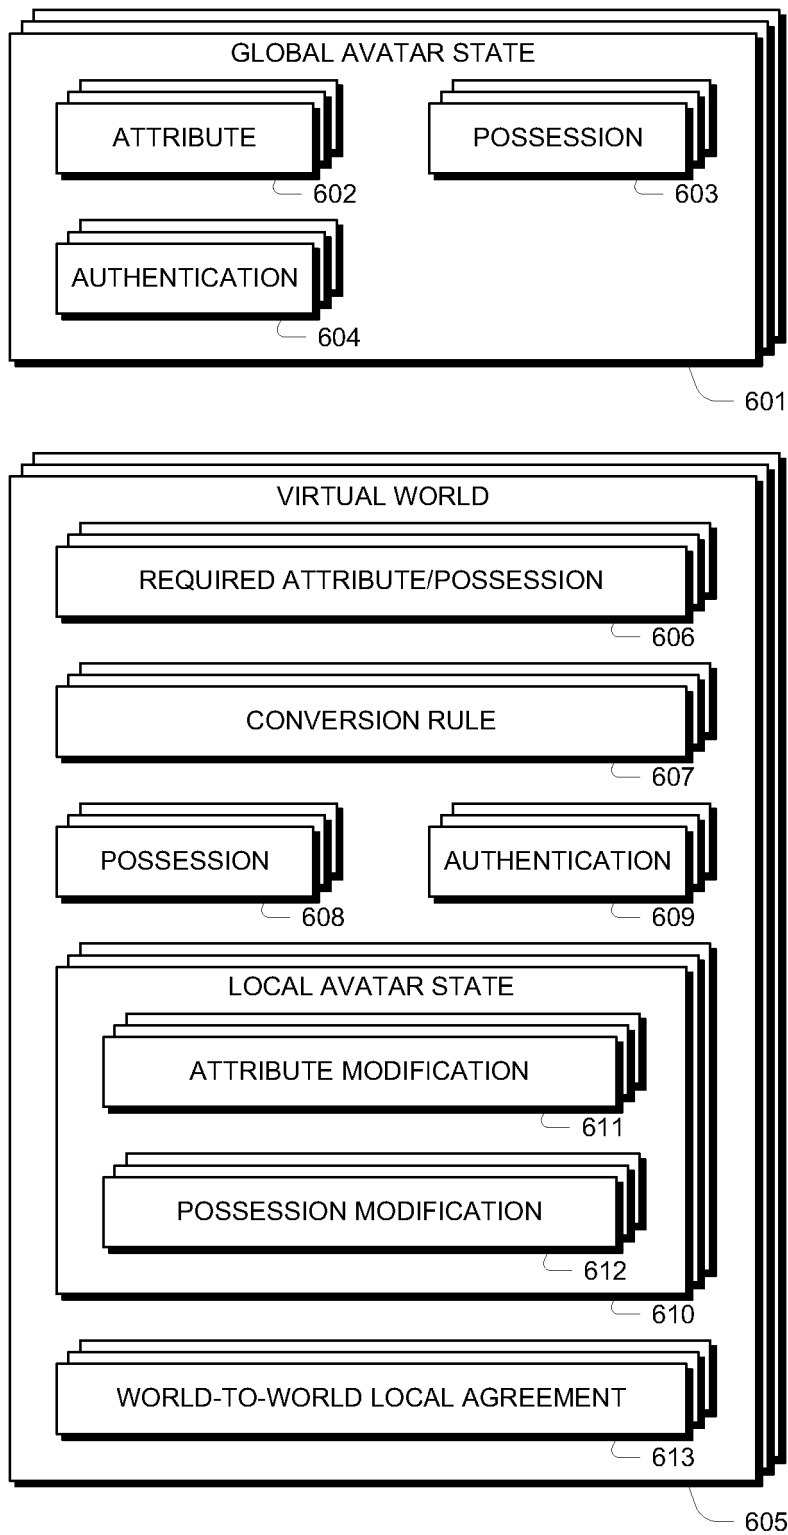 GLOBAL AVATAR STATE
ATTRIBUTE
POSSESSION
602
603
AUTHENTICATION
604
601
VIRTUAL WORLD
REQUIRED ATTRIBUTE/POSSESSION
606
CONVERSION RULE
607
POSSESSION
AUTHENTICATION
608
609
LOCAL AVATAR STATE
ATTRIBUTE MODIFICATION
611
POSSESSION MODIFICATION
612
610
WORLD-TO-WORLD LOCAL AGREEMENT
613
605